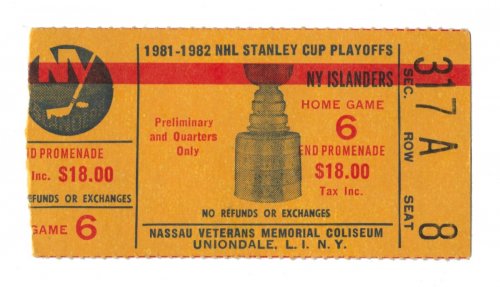 NY
ND PROMENADE
Inc. $18.00
EFUNDS OR EXCHANGES
GAME 6
1981-1982 NHL STANLEY CUP PLAYOFFS
NY ISLANDERS
HOME GAME
6
Preliminary
and Quarters
Only
END PROMENADE
$18.00
Tax Inc.
NO REFUNDS OR EXCHANGES
NASSAU VETERANS MEMORIAL COLISEUM
UNIONDALE, L. I. N. Y.
317 A 8
SEC. ROW SEAT